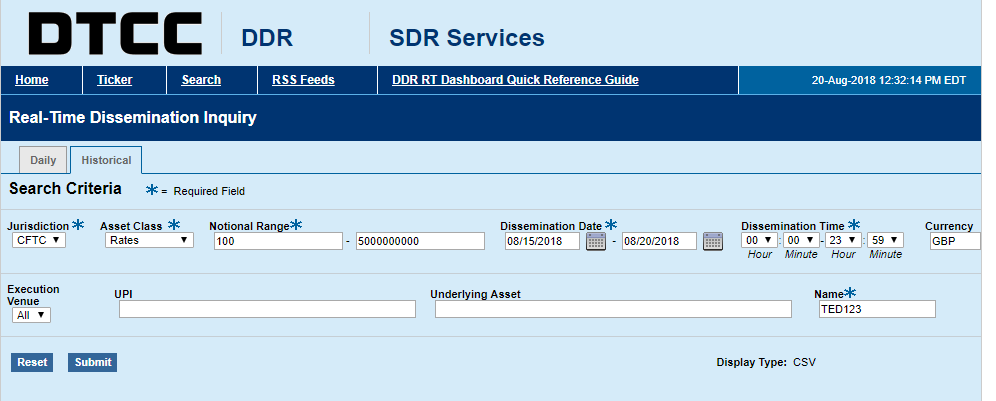 DTCC DDR SDR Services
Home Ticker Search RSS Feeds DDR RT Dashboard Quick Reference Guide 20-Aug-2018 12:32:14 PM EDT
Real-Time Dissemination Inquiry
Daily Historical
Search Criteria * = Required Field
Jurisdiction * Asset Class * Notional Range* Dissemination Date * Dissemination Time * Currency
CFTC Rates 100 - 5000000000 08/15/2018 - 08/20/2018 00 : 00 - 23 : 59 GBP
Hour Minute Hour Minute
Execution Venue UPI Underlying Asset Name*
All TED123
Reset Submit Display Type: CSV